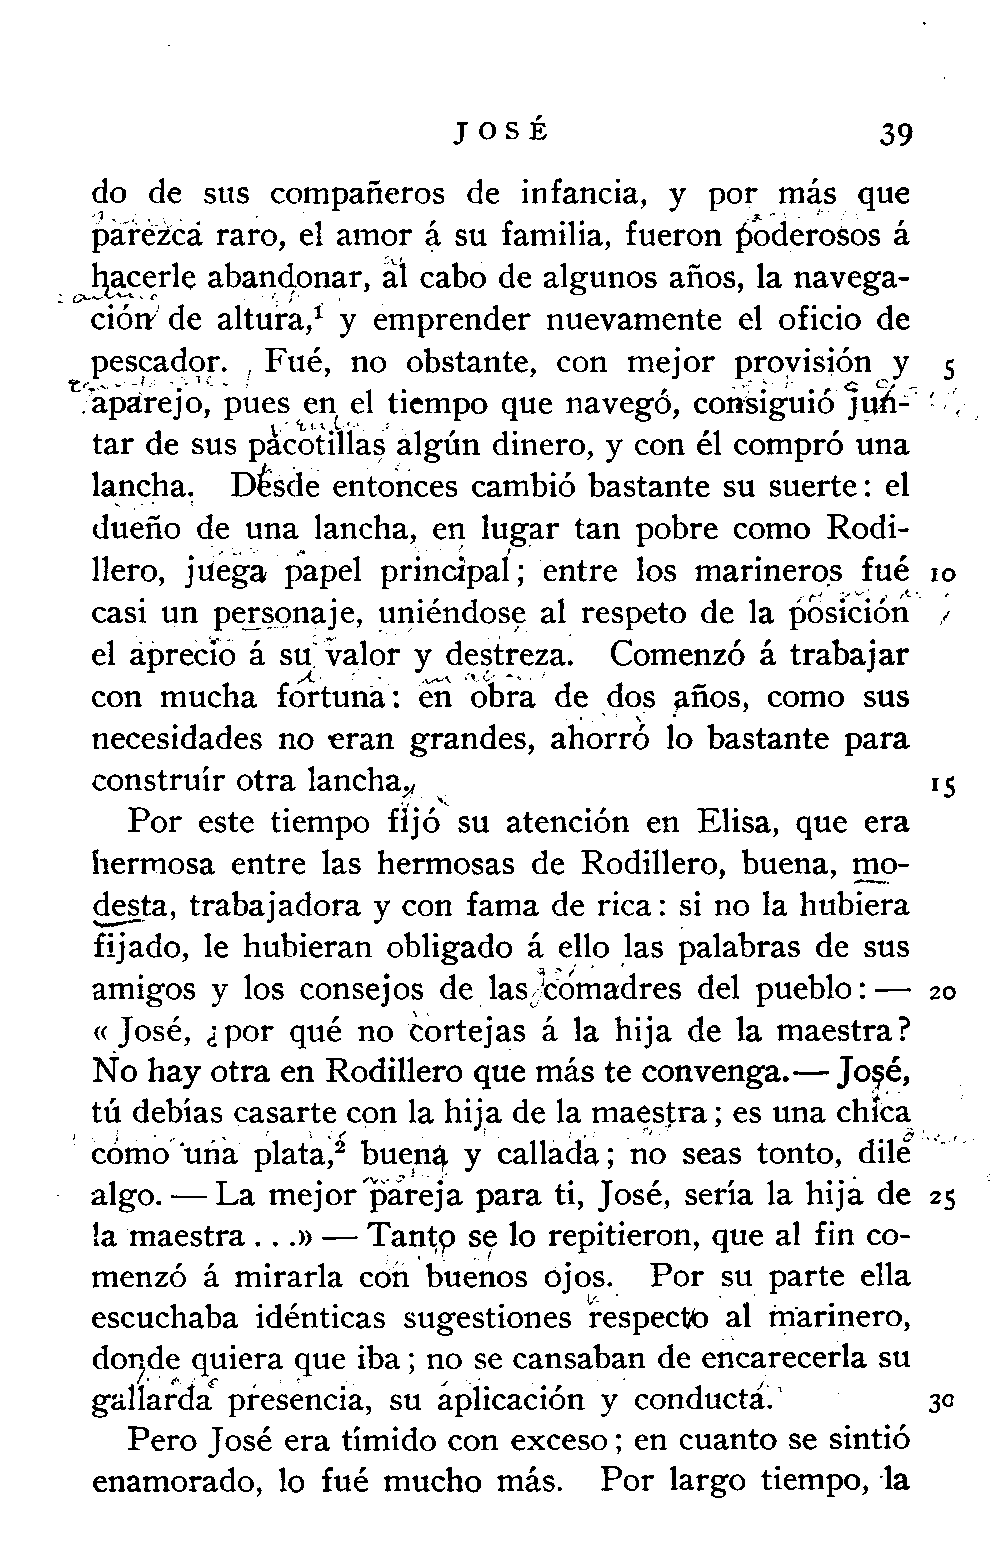 JOSÉ 39
do de sus compañeros de infancia, y por más que
parezca raro, el amor á su familia, fueron poderosos á
hacerle abandonar, al cabo de algunos años, la navega-
ción de altura,¹ y emprender nuevamente el oficio de
pescador. Fué, no obstante, con mejor provisión y 5
aparejo, pues en el tiempo que navegó, consiguió jun-
tar de sus pacotillas algún dinero, y con él compró una
lancha. Desde entonces cambió bastante su suerte: el
dueño de una lancha, en lugar tan pobre como Rodi-
llero, juega papel principal; entre los marineros fué 10
casi un personaje, uniéndose al respeto de la posición
el aprecio á su valor y destreza. Comenzó á trabajar
con mucha fortuna: en obra de dos años, como sus
necesidades no eran grandes, ahorró lo bastante para
construír otra lancha. 15
Por este tiempo fijó su atención en Elisa, que era
hermosa entre las hermosas de Rodillero, buena, mo-
desta, trabajadora y con fama de rica: si no la hubiera
fijado, le hubieran obligado á ello las palabras de sus
amigos y los consejos de las comadres del pueblo:— 20
«José, ¿por qué no cortejas á la hija de la maestra?
No hay otra en Rodillero que más te convenga.—José,
tú debías casarte con la hija de la maestra; es una chica
como una plata,² buena y callada; no seas tonto, dile
algo.—La mejor pareja para ti, José, sería la hija de 25
la maestra . . .»—Tanto se lo repitieron, que al fin co-
menzó á mirarla con buenos ojos. Por su parte ella
escuchaba idénticas sugestiones respecto al marinero,
donde quiera que iba; no se cansaban de encarecerla su
gallarda presencia, su aplicación y conducta. 30
Pero José era tímido con exceso; en cuanto se sintió
enamorado, lo fué mucho más. Por largo tiempo, la